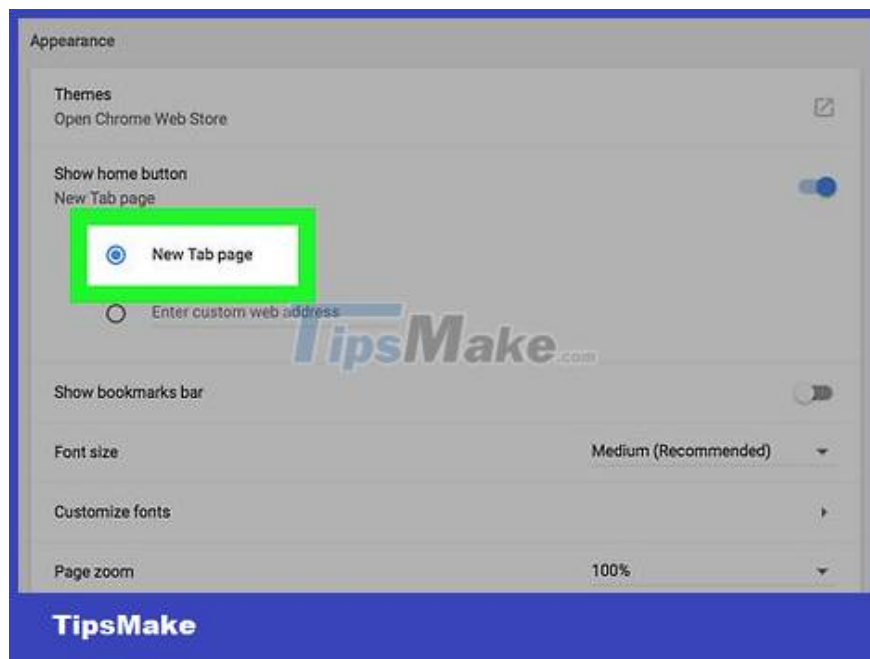 Appearance
Themes
Open Chrome Web Store
Show home button
New Tab page
New Tab page
Enter custom web address
TipsMake.com
Show bookmarks bar
Font size Medium (Recommended)
Customize fonts
Page zoom 100%
TipsMake